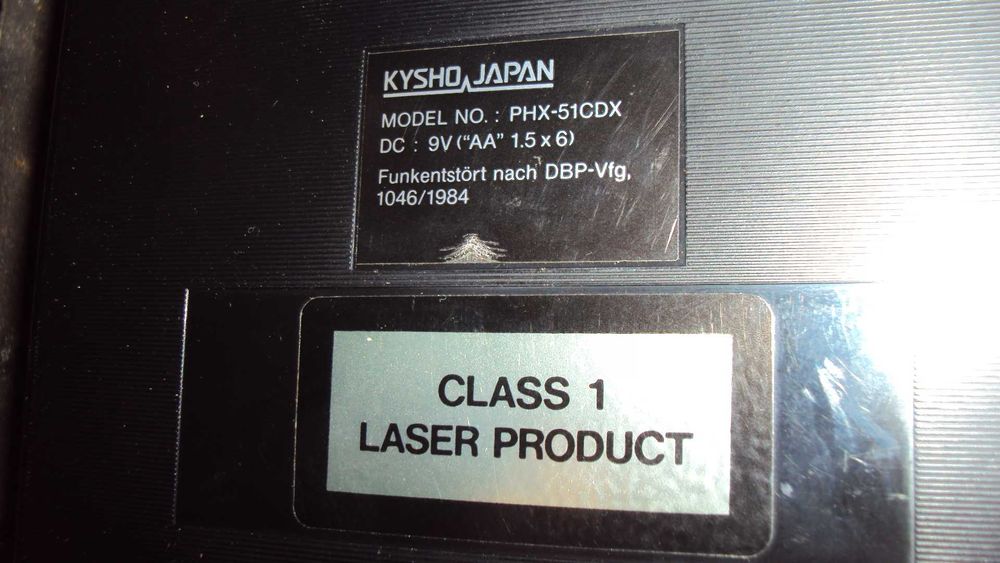 KYSHO JAPAN
MODEL NO. : PHX-51CDX
DC : 9V ("AA" 1.5 x 6)
Funkentstört nach DBP-Vfg,
1046/1984
CLASS 1
LASER PRODUCT